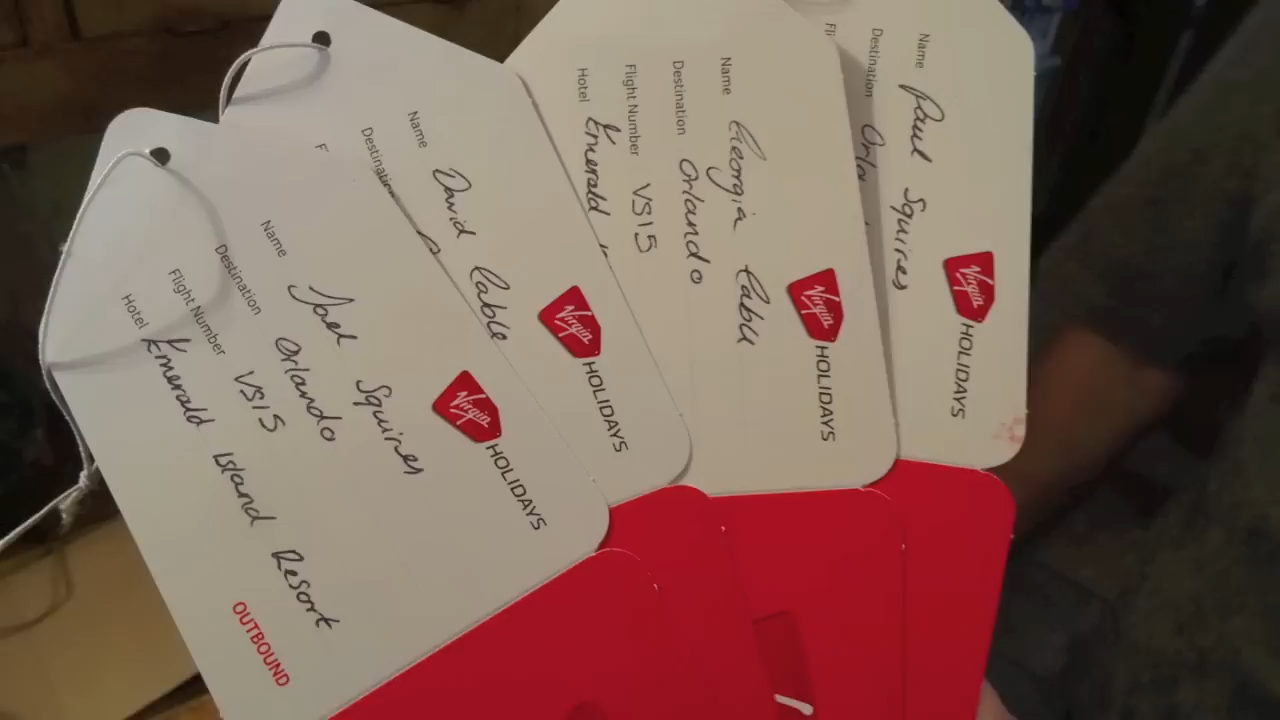 Name Joel Squires
Destination Orlando
Flight Number VS15
Hotel Emerald Island Resort
OUTBOUND
Virgin HOLIDAYS
Name David Cable
Destination
F
Virgin HOLIDAYS
Name Georgia Cable
Destination Orlando
Flight Number VS15
Hotel Emerald
Virgin HOLIDAYS
Name Paul Squires
Destination Orla
Fli
Virgin HOLIDAYS